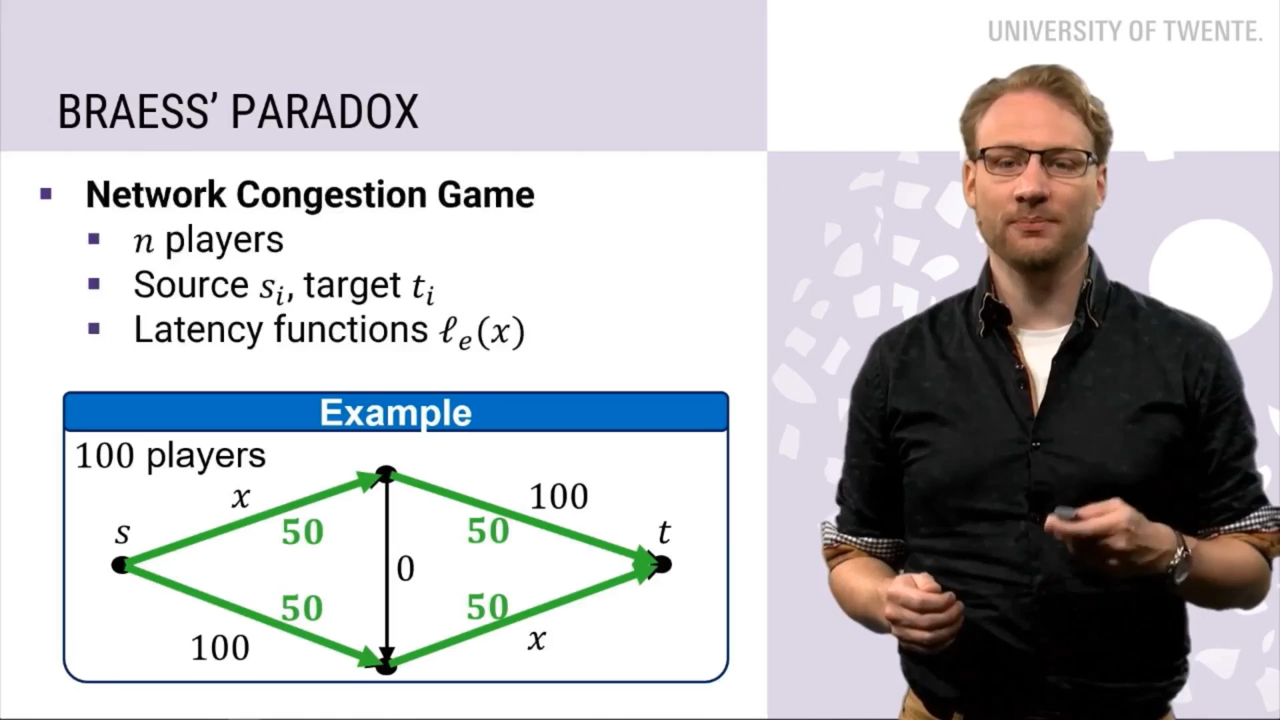 UNIVERSITY OF TWENTE.
BRAESS’ PARADOX
Network Congestion Game
n players
Source sᵢ, target tᵢ
Latency functions ℓₑ(x)
Example
100 players
x
100
50
50
s
t
0
50
50
100
x